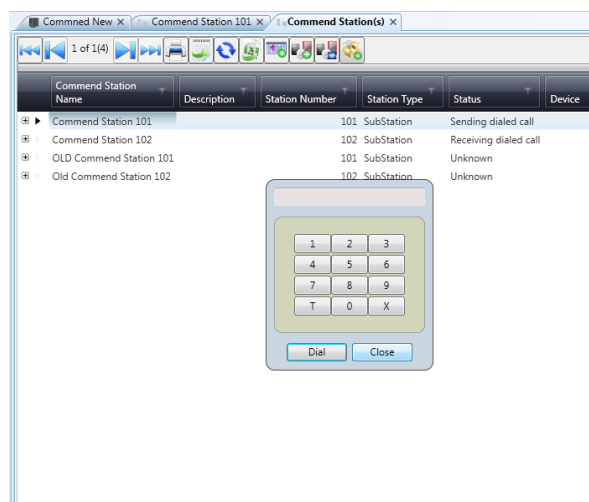 Commned New X Commend Station 101 X Commend Station(s) X
1 of 1(4)
Commend Station Name Description Station Number Station Type Status Device
Commend Station 101 101 SubStation Sending dialed call
Commend Station 102 102 SubStation Receiving dialed call
OLD Commend Station 101 101 SubStation Unknown
Old Commend Station 102 102 SubStation Unknown
1 2 3
4 5 6
7 8 9
T 0 X
Dial Close